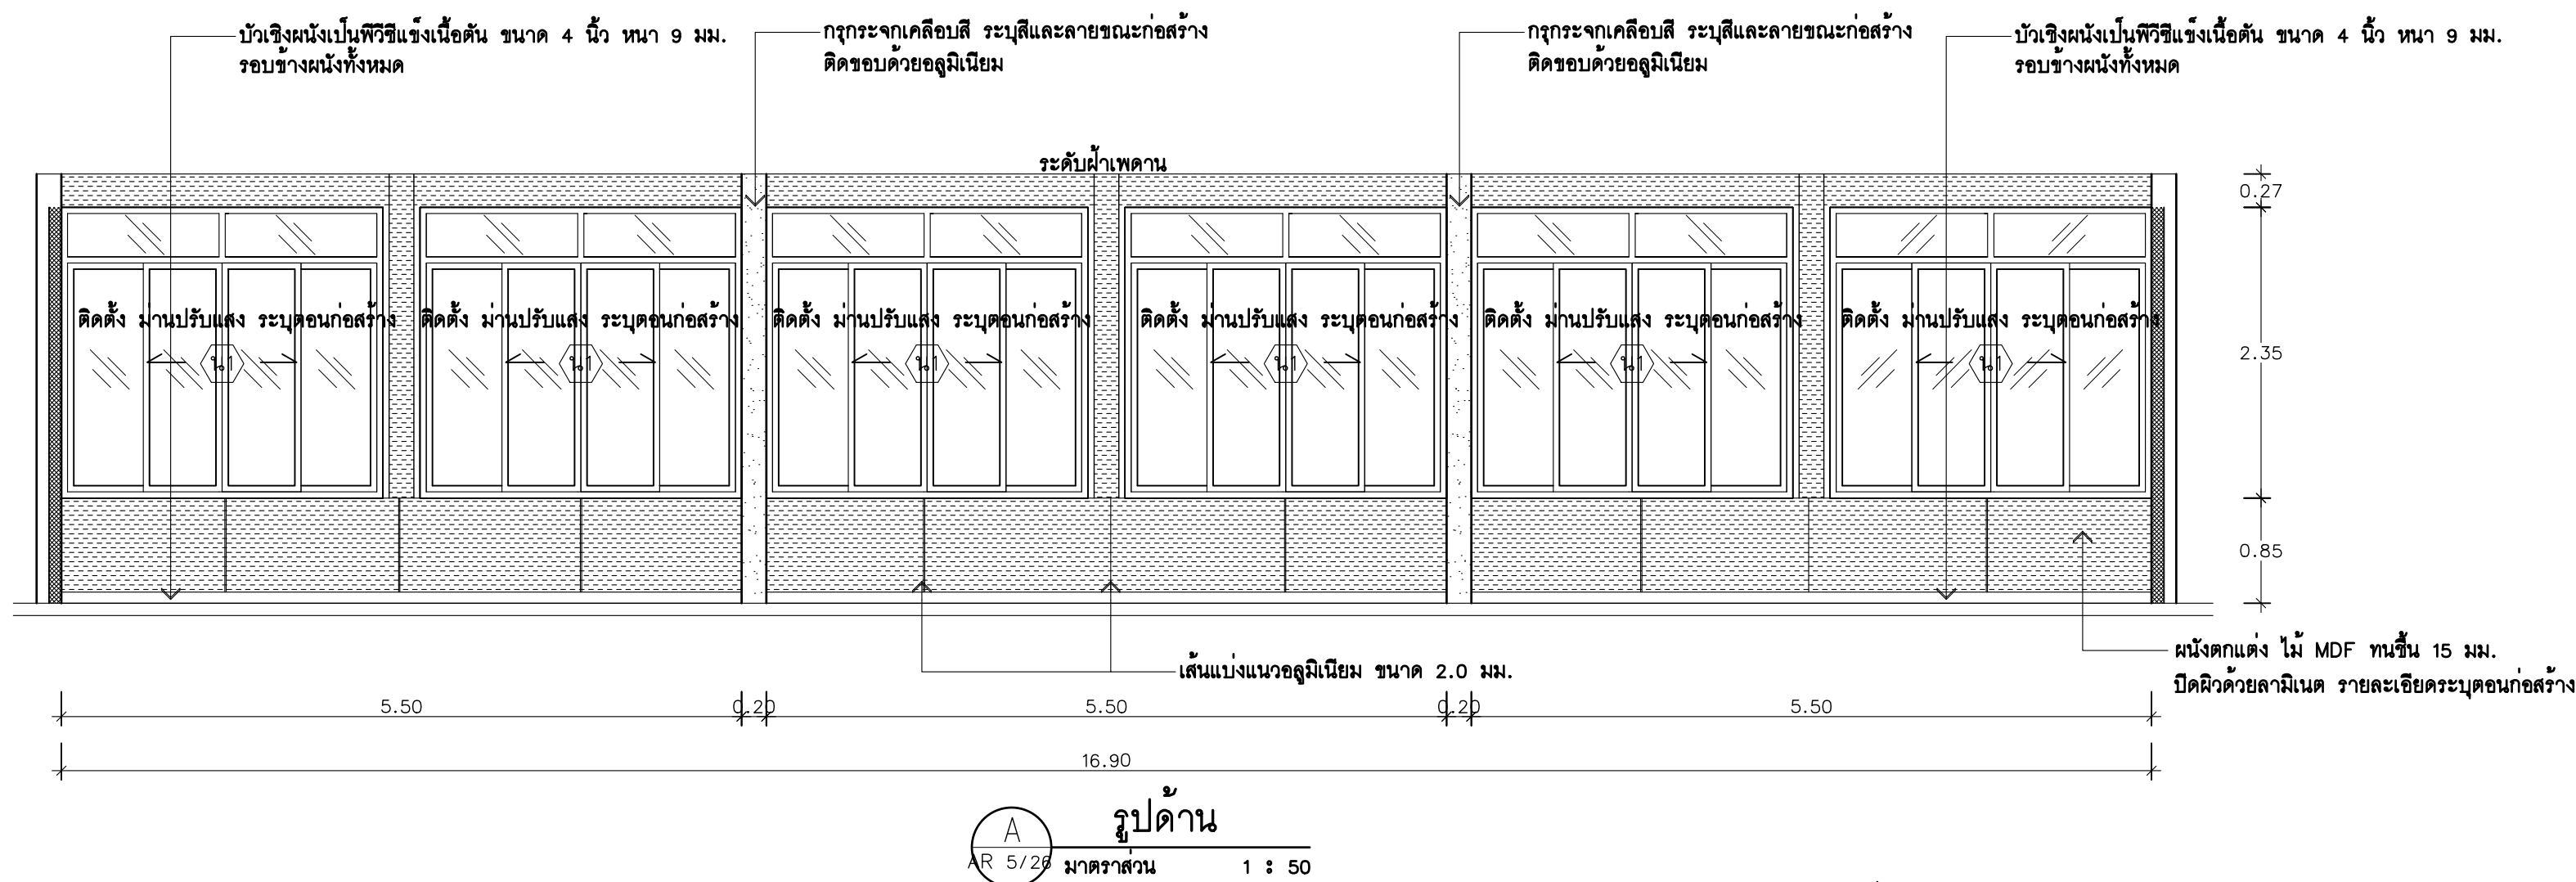 บัวเชิงผนังเป็นพีวีซีแข็งเนื้อตัน ขนาด 4 นิ้ว หนา 9 มม.
รอบข้างผนังทั้งหมด
กรุกระจกเคลือบสี ระบุสีและลายขณะก่อสร้าง
ติดขอบด้วยอลูมิเนียม
กรุกระจกเคลือบสี ระบุสีและลายขณะก่อสร้าง
ติดขอบด้วยอลูมิเนียม
บัวเชิงผนังเป็นพีวีซีแข็งเนื้อตัน ขนาด 4 นิ้ว หนา 9 มม.
รอบข้างผนังทั้งหมด
ระดับฝ้าเพดาน
0.27
ติดตั้ง ม่านปรับแสง ระบุตอนก่อสร้าง
ติดตั้ง ม่านปรับแสง ระบุตอนก่อสร้าง
ติดตั้ง ม่านปรับแสง ระบุตอนก่อสร้าง
ติดตั้ง ม่านปรับแสง ระบุตอนก่อสร้าง
ติดตั้ง ม่านปรับแสง ระบุตอนก่อสร้าง
ติดตั้ง ม่านปรับแสง ระบุตอนก่อสร้าง
น1
น1
น1
น1
น1
น1
2.35
0.85
ผนังตกแต่ง ไม้ MDF ทนชื้น 15 มม.
ปิดผิวด้วยลามิเนต รายละเอียดระบุตอนก่อสร้าง
เส้นแบ่งแนวอลูมิเนียม ขนาด 2.0 มม.
5.50
0.20
5.50
0.20
5.50
16.90
A
AR 5/26
รูปด้าน
มาตราส่วน 1 : 50